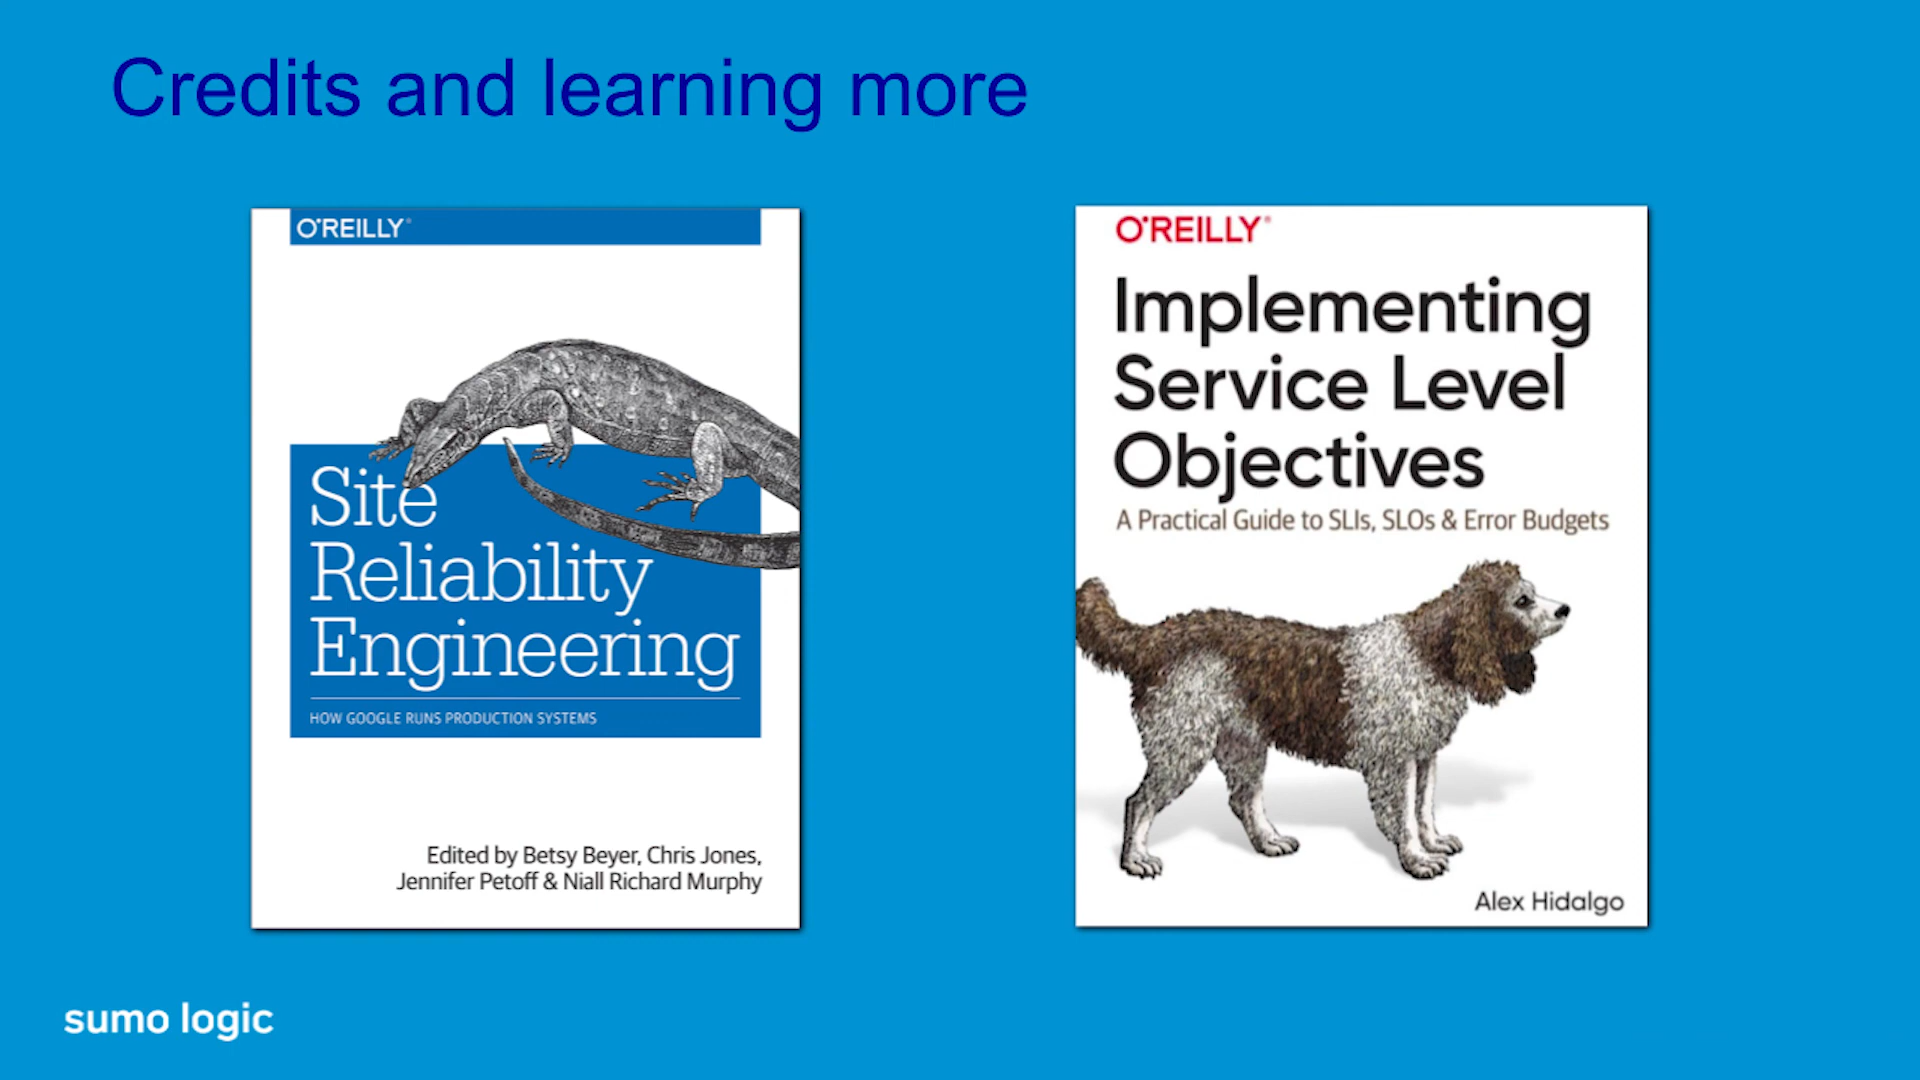 Credits and learning more
O'REILLY®
Site
Reliability
Engineering
HOW GOOGLE RUNS PRODUCTION SYSTEMS
Edited by Betsy Beyer, Chris Jones,
Jennifer Petoff & Niall Richard Murphy
O'REILLY®
Implementing
Service Level
Objectives
A Practical Guide to SLIs, SLOs & Error Budgets
Alex Hidalgo
sumo logic